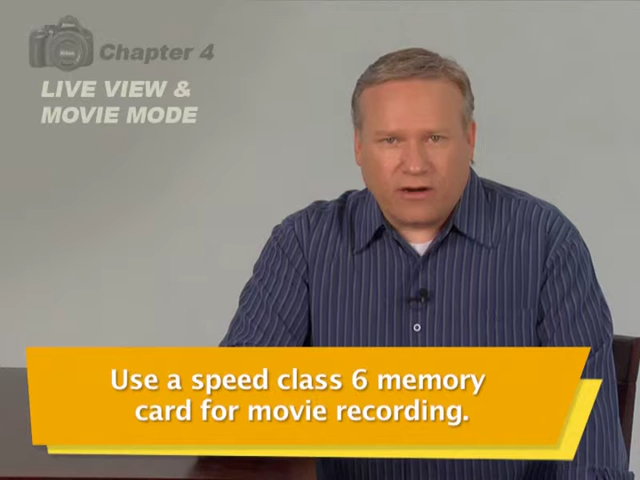 Chapter 4
LIVE VIEW &
MOVIE MODE
Use a speed class 6 memory
card for movie recording.